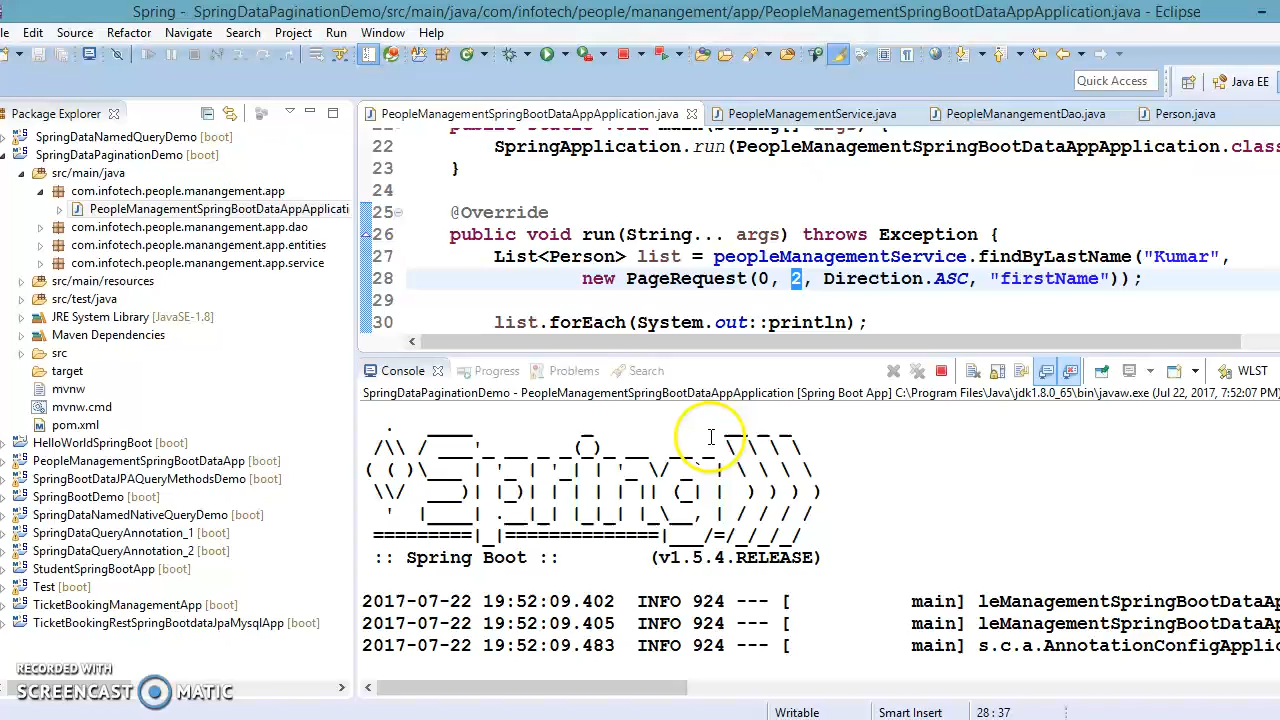 Spring - SpringDataPaginationDemo/src/main/java/com/infotech/people/manangement/app/PeopleManagementSpringBootDataAppApplication.java - Eclipse
le Edit Source Refactor Navigate Search Project Run Window Help
Quick Access
Java EE
Package Explorer
SpringDataNamedQueryDemo [boot]
SpringDataPaginationDemo [boot]
src/main/java
com.infotech.people.manangement.app
PeopleManagementSpringBootDataAppApplicati
com.infotech.people.manangement.app.dao
com.infotech.people.manangement.app.entities
com.infotech.people.manangement.app.service
src/main/resources
src/test/java
JRE System Library [JavaSE-1.8]
Maven Dependencies
src
target
mvnw
mvnw.cmd
pom.xml
HelloWorldSpringBoot [boot]
PeopleManagementSpringBootDataApp [boot]
SpringBootDataJPAQueryMethodsDemo [boot]
SpringBootDemo [boot]
SpringDataNamedNativeQueryDemo [boot]
SpringDataQueryAnnotation_1 [boot]
SpringDataQueryAnnotation_2 [boot]
StudentSpringBootApp [boot]
Test [boot]
TicketBookingManagementApp [boot]
TicketBookingRestSpringBootdataJpaMysqlApp [boot]
PeopleManagementSpringBootDataAppApplication.java PeopleManagementService.java PeopleManangementDao.java Person.java
public static void main(String[] args) {
22 SpringApplication.run(PeopleManagementSpringBootDataAppApplication.class
23 }
24
25 @Override
26 public void run(String... args) throws Exception {
27 List<Person> list = peopleManagementService.findByLastName("Kumar",
28 new PageRequest(0, 2, Direction.ASC, "firstName"));
29
30 list.forEach(System.out::println);
Console Progress Problems Search
WLST
SpringDataPaginationDemo - PeopleManagementSpringBootDataAppApplication [Spring Boot App] C:\Program Files\Java\jdk1.8.0_65\bin\javaw.exe (Jul 22, 2017, 7:52:07 PM)
Spring
:: Spring Boot :: (v1.5.4.RELEASE)
2017-07-22 19:52:09.402 INFO 924 --- [ main] leManagementSpringBootDataAp
2017-07-22 19:52:09.405 INFO 924 --- [ main] leManagementSpringBootDataAp
2017-07-22 19:52:09.483 INFO 924 --- [ main] s.c.a.AnnotationConfigApplic
RECORDED WITH
SCREENCAST MATIC
Writable Smart Insert 28 : 37